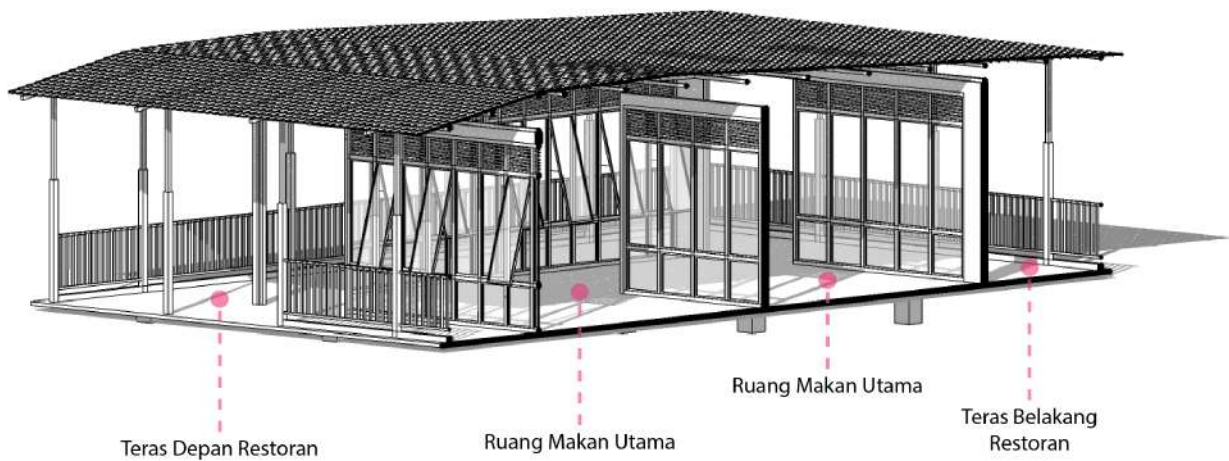 Teras Depan Restoran
Ruang Makan Utama
Ruang Makan Utama
Teras Belakang
Restoran